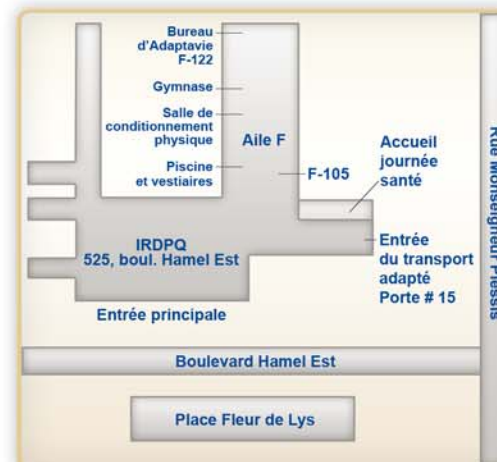 Bureau
d'Adaptavie
F-122
Gymnase
Salle de
conditionnement
physique
Piscine
et vestiaires
Aile F
F-105
Accueil
journée
santé
Entrée
du transport
adapté
Porte # 15
IRDPQ
525, boul. Hamel Est
Entrée principale
Boulevard Hamel Est
Place Fleur de Lys
Rue Monseigneur Plessis